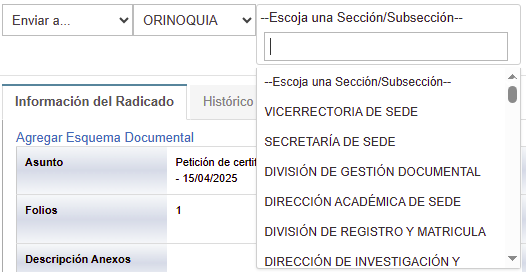 Enviar a...
ORINOQUIA
--Escoja una Sección/Subsección--
--Escoja una Sección/Subsección--
VICERRECTORIA DE SEDE
SECRETARÍA DE SEDE
DIVISIÓN DE GESTIÓN DOCUMENTAL
DIRECCIÓN ACADÉMICA DE SEDE
DIVISIÓN DE REGISTRO Y MATRICULA
DIRECCIÓN DE INVESTIGACIÓN Y
Información del Radicado
Histórico
Agregar Esquema Documental
Asunto
Petición de certif
- 15/04/2025
Folios
1
Descripción Anexos